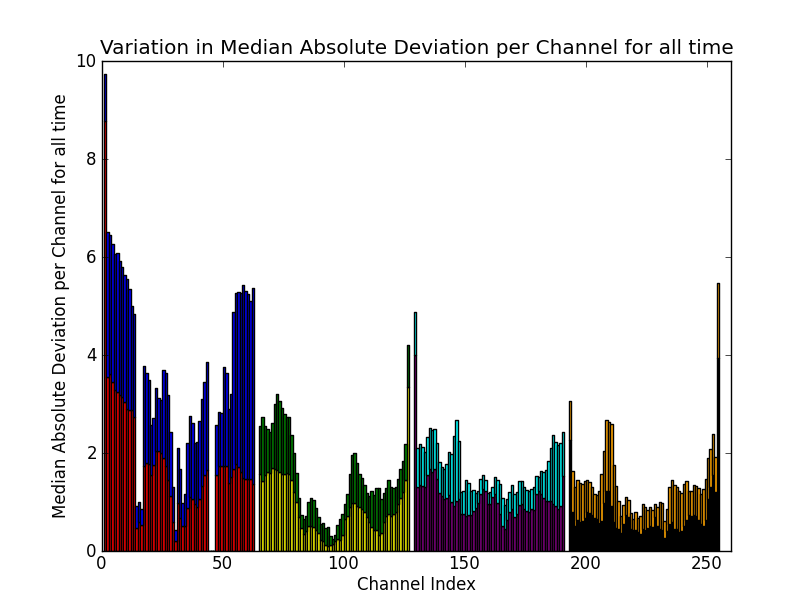 Variation in Median Absolute Deviation per Channel for all time
Median Absolute Deviation per Channel for all time
10
8
6
4
2
0
0 50 100 150 200 250
Channel Index